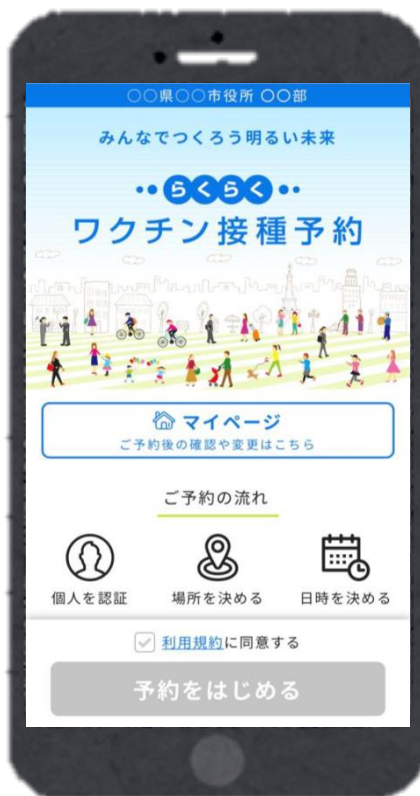 ○○県○○市役所 ○○部
みんなでつくろう明るい未来
らくらく
ワクチン接種予約
マイページ
ご予約後の確認や変更はこちら
ご予約の流れ
個人を認証 場所を決める 日時を決める
利用規約に同意する
予約をはじめる